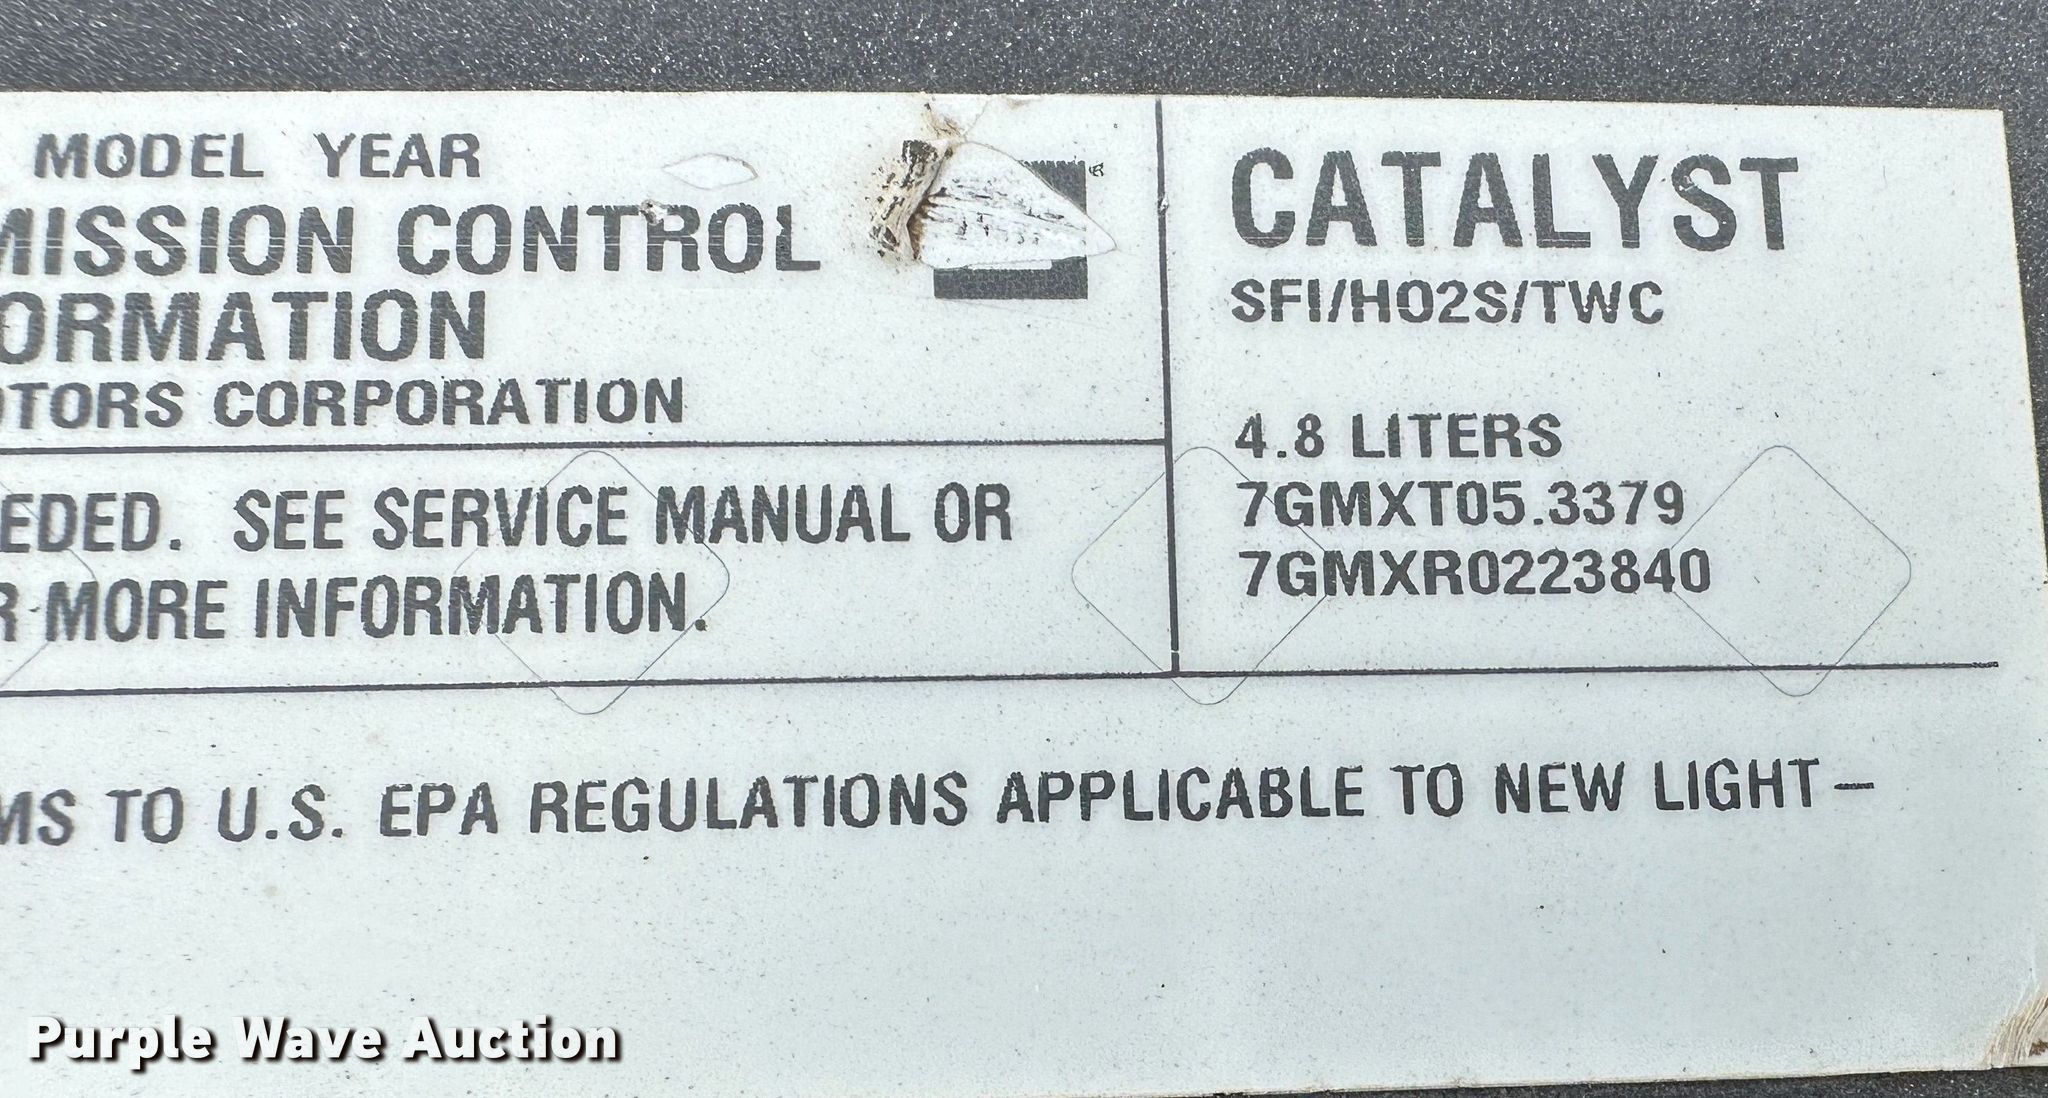 MODEL YEAR
MISSION CONTROL
ORMATION
OTORS CORPORATION
EEDED. SEE SERVICE MANUAL OR
R MORE INFORMATION.
CATALYST
SFI/HO2S/TWC
4.8 LITERS
7GMXT05.3379
7GMXR0223840
MS TO U.S. EPA REGULATIONS APPLICABLE TO NEW LIGHT-
Purple Wave Auction